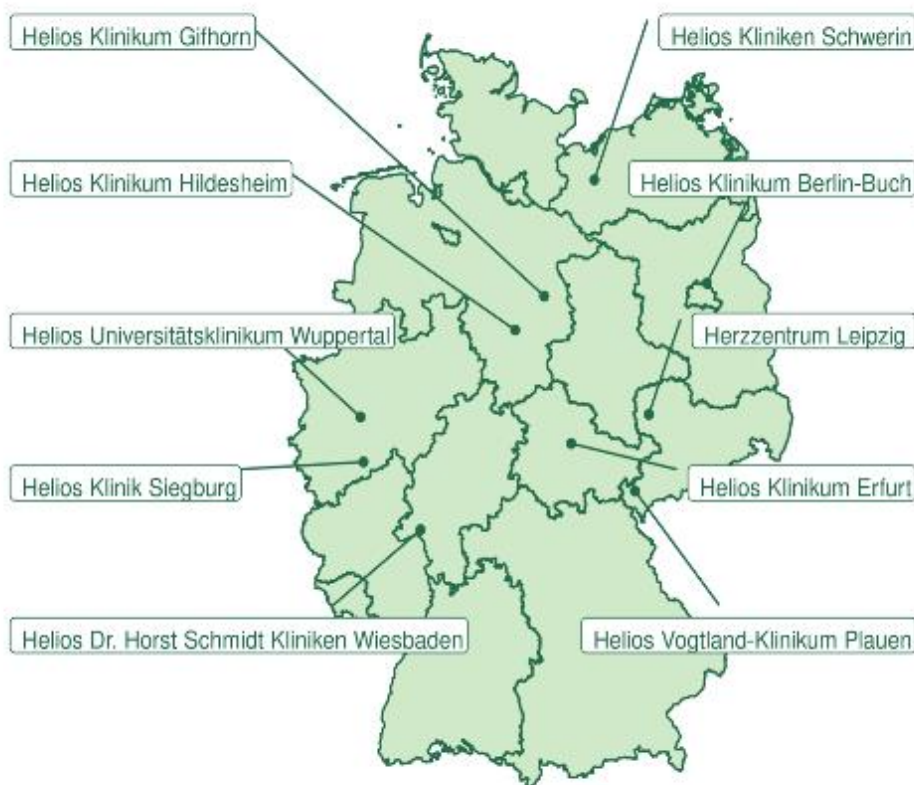 Helios Klinikum Gifhorn
Helios Kliniken Schwerin
Helios Klinikum Hildesheim
Helios Klinikum Berlin-Buch
Helios Universitätsklinikum Wuppertal
Herzzentrum Leipzig
Helios Klinik Siegburg
Helios Klinikum Erfurt
Helios Dr. Horst Schmidt Kliniken Wiesbaden
Helios Vogtland-Klinikum Plauen